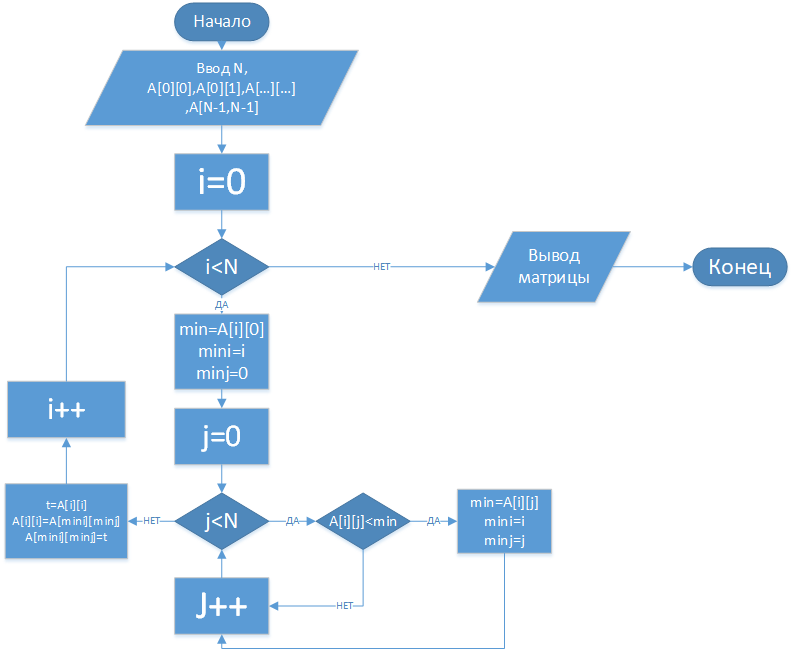 Начало
Ввод N,
A[0][0],A[0][1],A[...][...]
,A[N-1,N-1]
i=0
i<N
НЕТ
Вывод
матрицы
Конец
ДА
min=A[i][0]
mini=i
minj=0
i++
j=0
t=A[i][i]
A[i][i]=A[mini][minj]
A[mini][minj]=t
НЕТ
j<N
ДА
A[i][j]<min
ДА
min=A[i][j]
mini=i
minj=j
J++
НЕТ